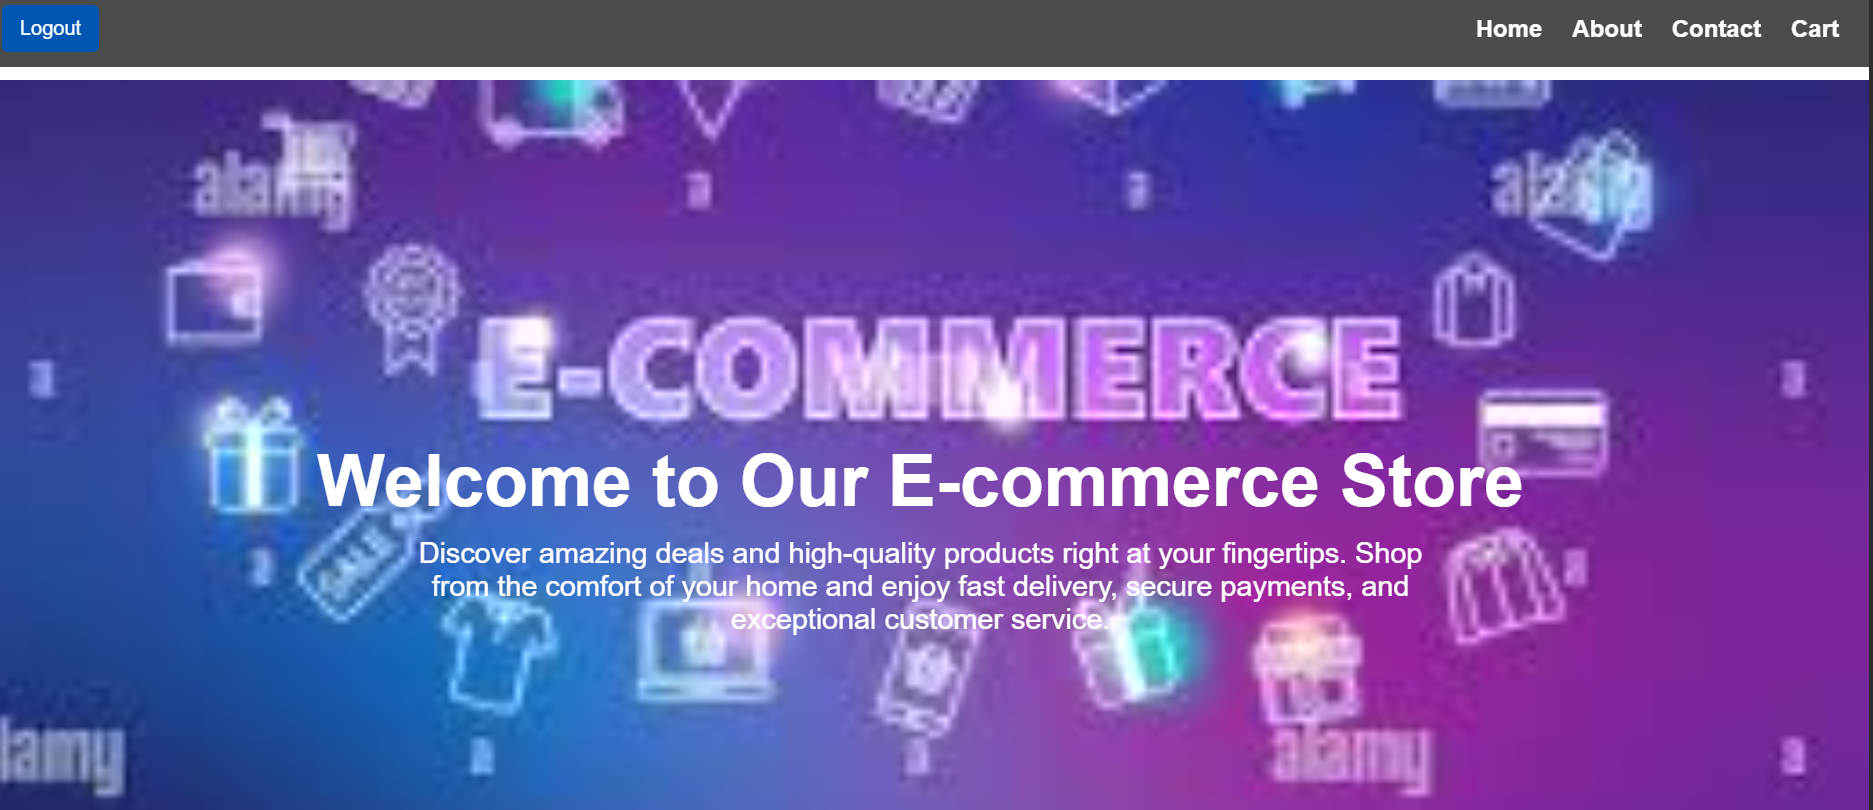 Logout
Home About Contact Cart
alamy
a
a
alamy
E-COMMERCE
a
a
Welcome to Our E-commerce Store
SALE
a
a
Discover amazing deals and high-quality products right at your fingertips. Shop
from the comfort of your home and enjoy fast delivery, secure payments, and
exceptional customer service.
lamy
a
a
alamy
a